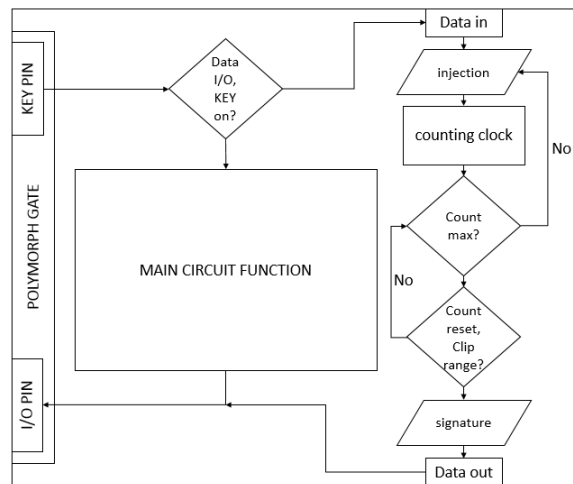 Data in
KEY PIN
Data
I/O,
KEY
on?
injection
counting clock
No
POLYMORPH GATE
MAIN CIRCUIT FUNCTION
Count
max?
No
Count
reset,
Clip
range?
I/O PIN
signature
Data out